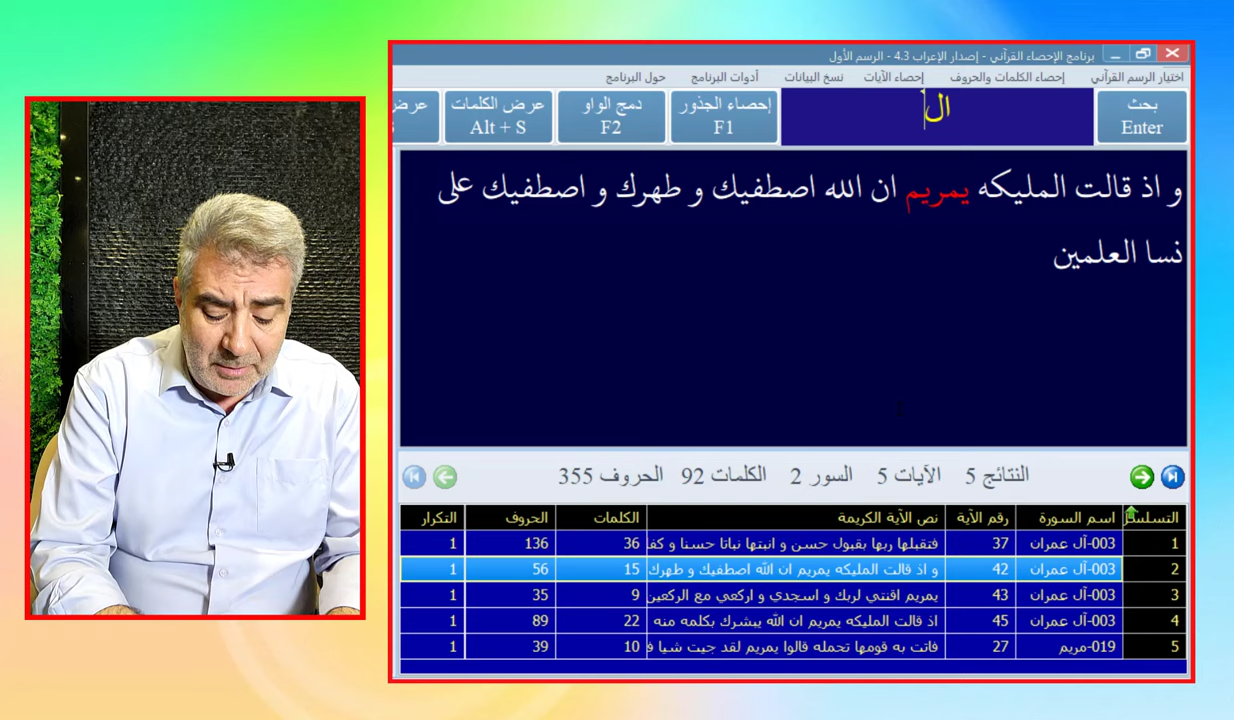 برنامج الإحصاء القرآني - إصدار الإعراب 4.3 - الرسم الأول
اختيار الرسم القرآني إحصاء الكلمات والحروف إحصاء الآيات نسخ البيانات أدوات البرنامج حول البرنامج
بحث
Enter
ال
إحصاء الجذور
F1
دمج الواو
F2
عرض الكلمات
Alt + S
عرض
و اذ قالت المليكه يمريم ان الله اصطفيك و طهرك و اصطفيك على
نسا العلمين
النتائج 5 الآيات 5 السور 2 الكلمات 92 الحروف 355
التسلسل اسم السورة رقم الآية نص الآية الكريمة الكلمات الحروف التكرار
1 003-آل عمران 37 فتقبلها ربها بقبول حسن و انبتها نباتا حسنا و كف 36 136 1
2 003-آل عمران 42 و اذ قالت المليكه يمريم ان الله اصطفيك و طهرك 15 56 1
3 003-آل عمران 43 يمريم اقنتي لربك و اسجدي و اركعي مع الركعين 9 35 1
4 003-آل عمران 45 اذ قالت المليكه يمريم ان الله يبشرك بكلمه منه 22 89 1
5 019-مريم 27 فاتت به قومها تحمله قالوا يمريم لقد جيت شيا ف 10 39 1